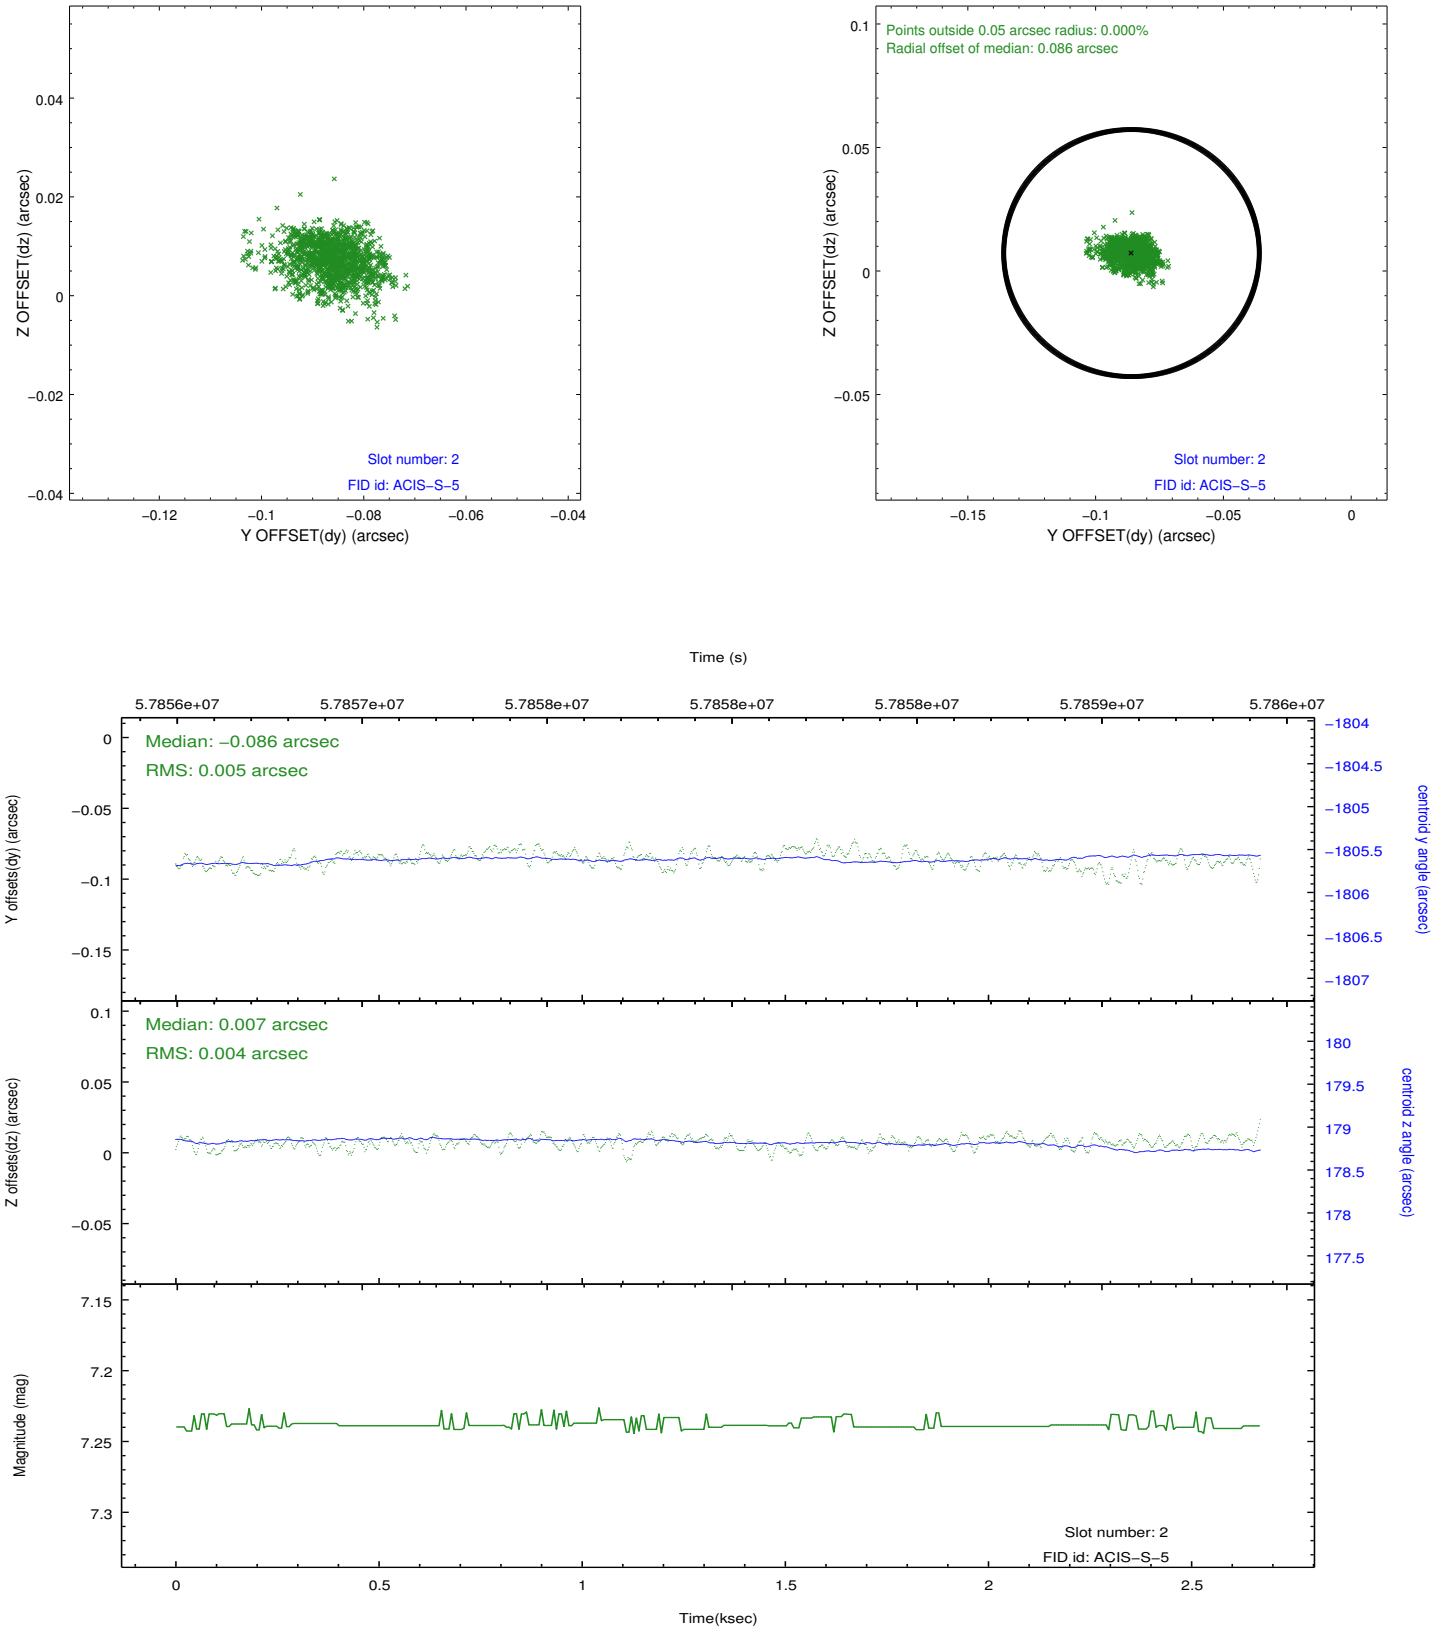 0.04
0.02
0
−0.02
−0.04
Z OFFSET(dz) (arcsec)
Slot number: 2
FID id: ACIS−S−5
−0.12
−0.1
−0.08
−0.06
−0.04
Y OFFSET(dy) (arcsec)
Points outside 0.05 arcsec radius: 0.000%
Radial offset of median: 0.086 arcsec
0.1
0.05
0
−0.05
Z OFFSET(dz) (arcsec)
Slot number: 2
FID id: ACIS−S−5
−0.15
−0.1
−0.05
0
Y OFFSET(dy) (arcsec)
Time (s)
5.7856e+07
5.7857e+07
5.7858e+07
5.7858e+07
5.7858e+07
5.7859e+07
5.786e+07
Median: −0.086 arcsec
RMS: 0.005 arcsec
0
−0.05
−0.1
−0.15
Y offsets(dy) (arcsec)
−1804
−1804.5
−1805
−1805.5
−1806
−1806.5
−1807
centroid y angle (arcsec)
Median: 0.007 arcsec
RMS: 0.004 arcsec
0.1
0.05
0
−0.05
Z offsets(dz) (arcsec)
180
179.5
179
178.5
178
177.5
centroid z angle (arcsec)
7.15
7.2
7.25
7.3
Magnitude (mag)
Slot number: 2
FID id: ACIS−S−5
0
0.5
1
1.5
2
2.5
Time(ksec)